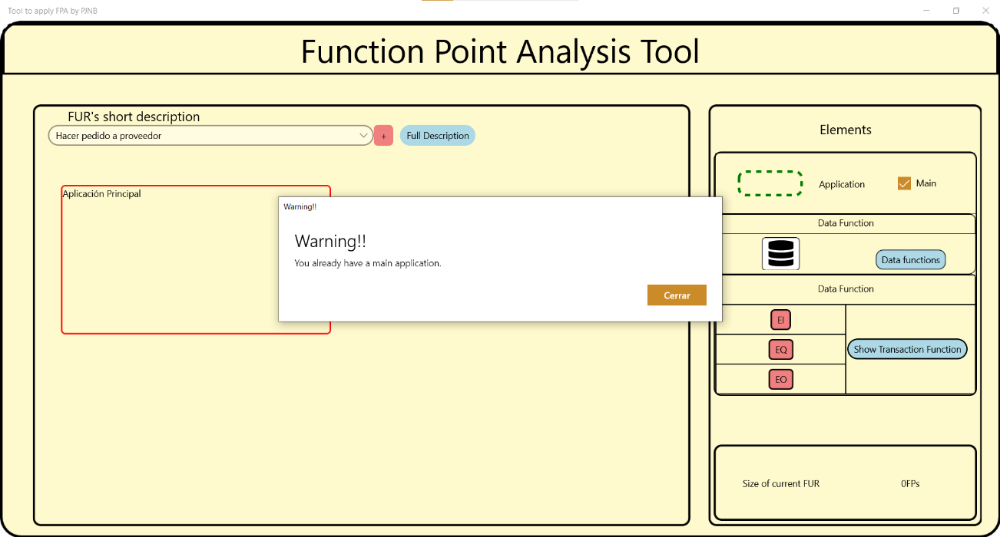 Tool to apply FPA by PJNB
Function Point Analysis Tool
FUR's short description
Hacer pedido a proveedor
+
Full Description
Aplicación Principal
Warning!!
Warning!!
You already have a main application.
Cerrar
Elements
Application
Main
Data Function
Data functions
Data Function
EI
EQ
EO
Show Transaction Function
Size of current FUR
0FPs